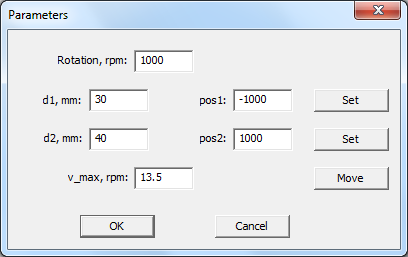 Parameters
Rotation, rpm: 1000
d1, mm: 30 pos1: -1000 Set
d2, mm: 40 pos2: 1000 Set
v_max, rpm: 13.5 Move
OK Cancel